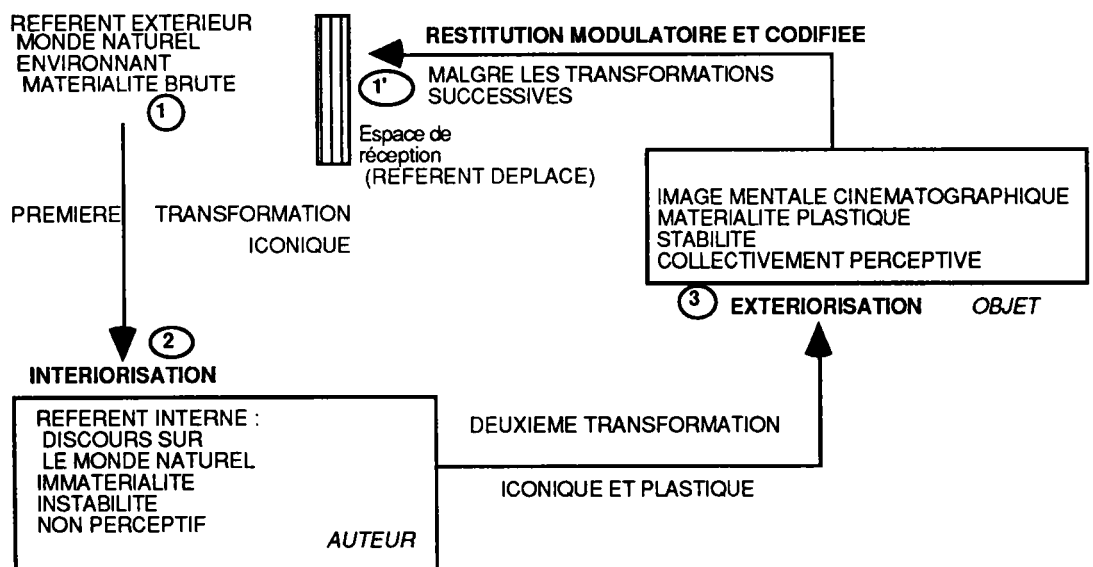 REFERENT EXTERIEUR
MONDE NATUREL
ENVIRONNANT
MATERIALITE BRUTE
1
RESTITUTION MODULATOIRE ET CODIFIEE
1'
MALGRE LES TRANSFORMATIONS
SUCCESSIVES
Espace de
réception
(REFERENT DEPLACE)
PREMIERE TRANSFORMATION
ICONIQUE
IMAGE MENTALE CINEMATOGRAPHIQUE
MATERIALITE PLASTIQUE
STABILITE
COLLECTIVEMENT PERCEPTIVE
3 EXTERIORISATION OBJET
2
INTERIORISATION
REFERENT INTERNE :
DISCOURS SUR
LE MONDE NATUREL
IMMATERIALITE
INSTABILITE
NON PERCEPTIF
AUTEUR
DEUXIEME TRANSFORMATION
ICONIQUE ET PLASTIQUE